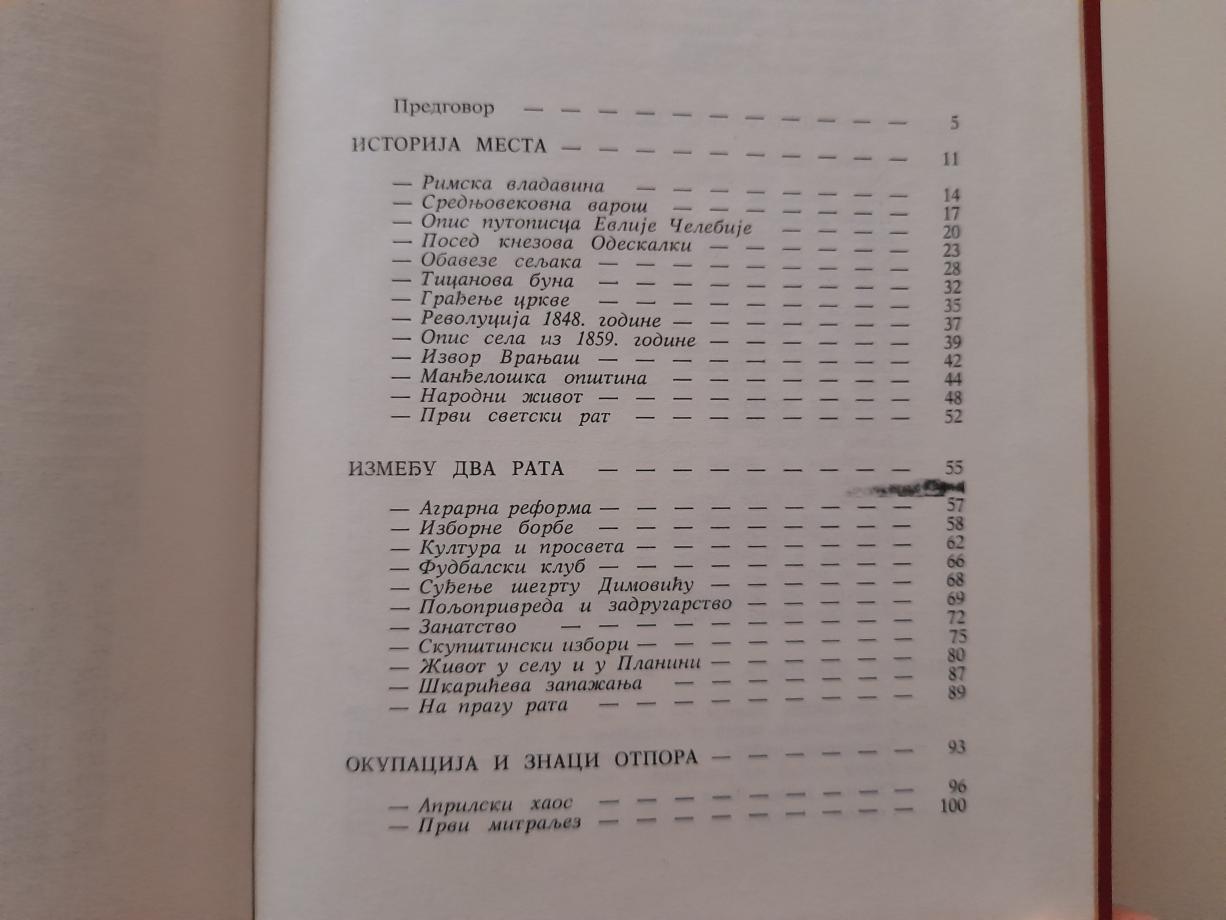 Предговор — — — — — — — — — — — 5
ИСТОРИЈА МЕСТА — — — — — — — — — — 11
— Римска владавина — — — — — — — — 14
— Средњовековна варош — — — — — — — 17
— Опис путописца Евлије Челебије — — — — 20
— Посед кнезова Одескалки — — — — — — 23
— Обавезе сељака — — — — — — — — — 28
— Тицанова буна — — — — — — — — — 32
— Грађење цркве — — — — — — — — — 35
— Револуција 1848. године — — — — — — — 37
— Опис села из 1859. године — — — — — — 39
— Извор Врањаш — — — — — — — — — 42
— Манђелошка општина — — — — — — — 44
— Народни живот — — — — — — — — — 48
— Први светски рат — — — — — — — — 52
ИЗМЕЂУ ДВА РАТА — — — — — — — — — 55
— Аграрна реформа — — — — — — — — — 57
— Изборне борбе — — — — — — — — — 58
— Култура и просвета — — — — — — — — 62
— Фудбалски клуб — — — — — — — — — 66
— Суђење шегрту Димовићу — — — — — — 68
— Пољопривреда и задругарство — — — — — 69
— Занатство — — — — — — — — — — 72
— Скупштински избори — — — — — — — — 75
— Живот у селу и у Планини — — — — — — 80
— Шкарићева запажања — — — — — — — 87
— На прагу рата — — — — — — — — — 89
ОКУПАЦИЈА И ЗНАЦИ ОТПОРА — — — — — — 93
— Априлски хаос — — — — — — — — — 96
— Први митраљез — — — — — — — — — 100